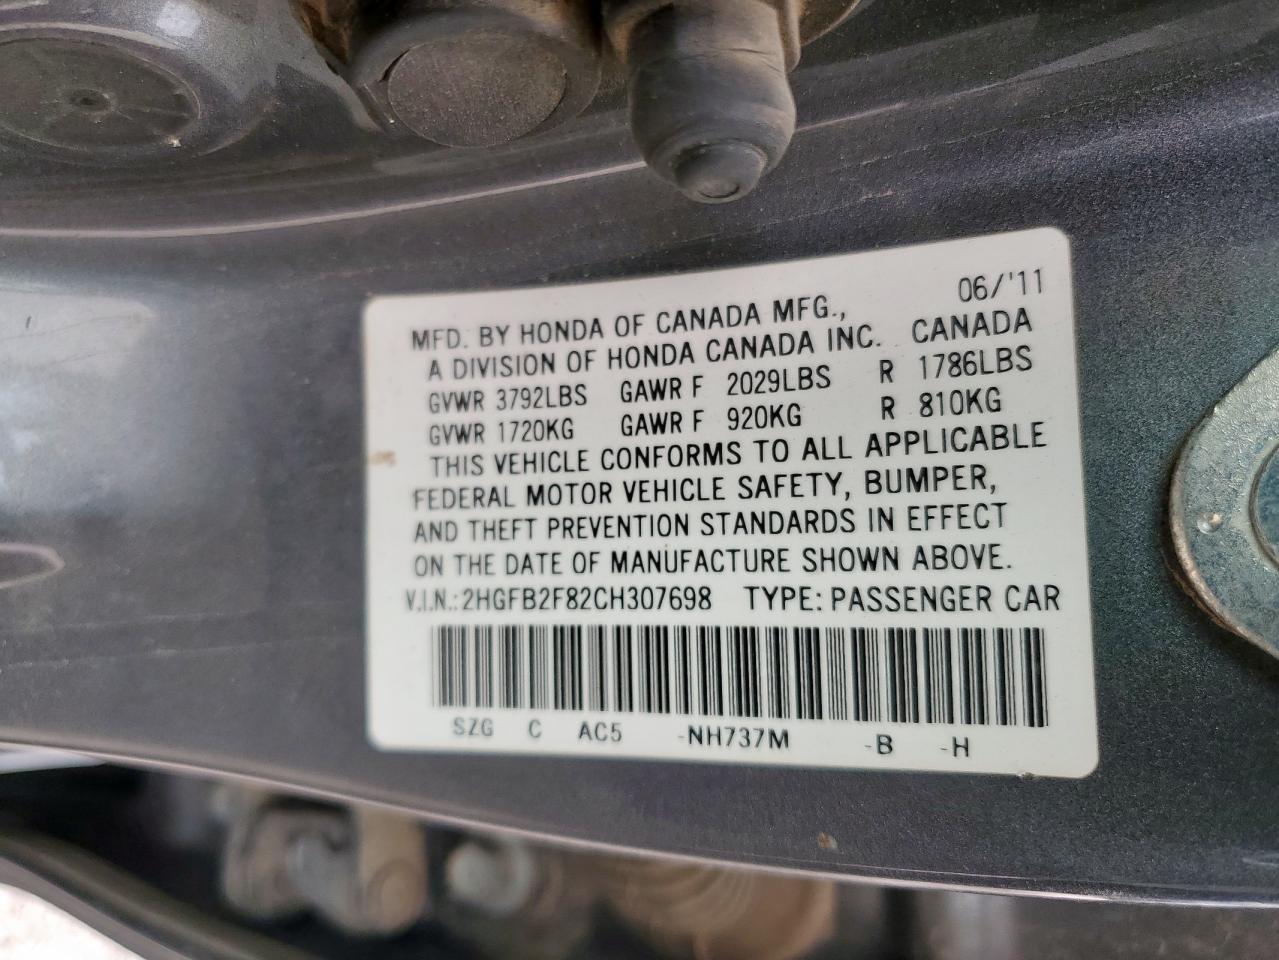 06/'11
MFD. BY HONDA OF CANADA MFG.,
A DIVISION OF HONDA CANADA INC. CANADA
GVWR 3792LBS GAWR F 2029LBS R 1786LBS
GVWR 1720KG GAWR F 920KG R 810KG
THIS VEHICLE CONFORMS TO ALL APPLICABLE
FEDERAL MOTOR VEHICLE SAFETY, BUMPER,
AND THEFT PREVENTION STANDARDS IN EFFECT
ON THE DATE OF MANUFACTURE SHOWN ABOVE.
V.I.N.: 2HGFB2F82CH307698 TYPE: PASSENGER CAR
SZG C AC5 -NH737M -B -H